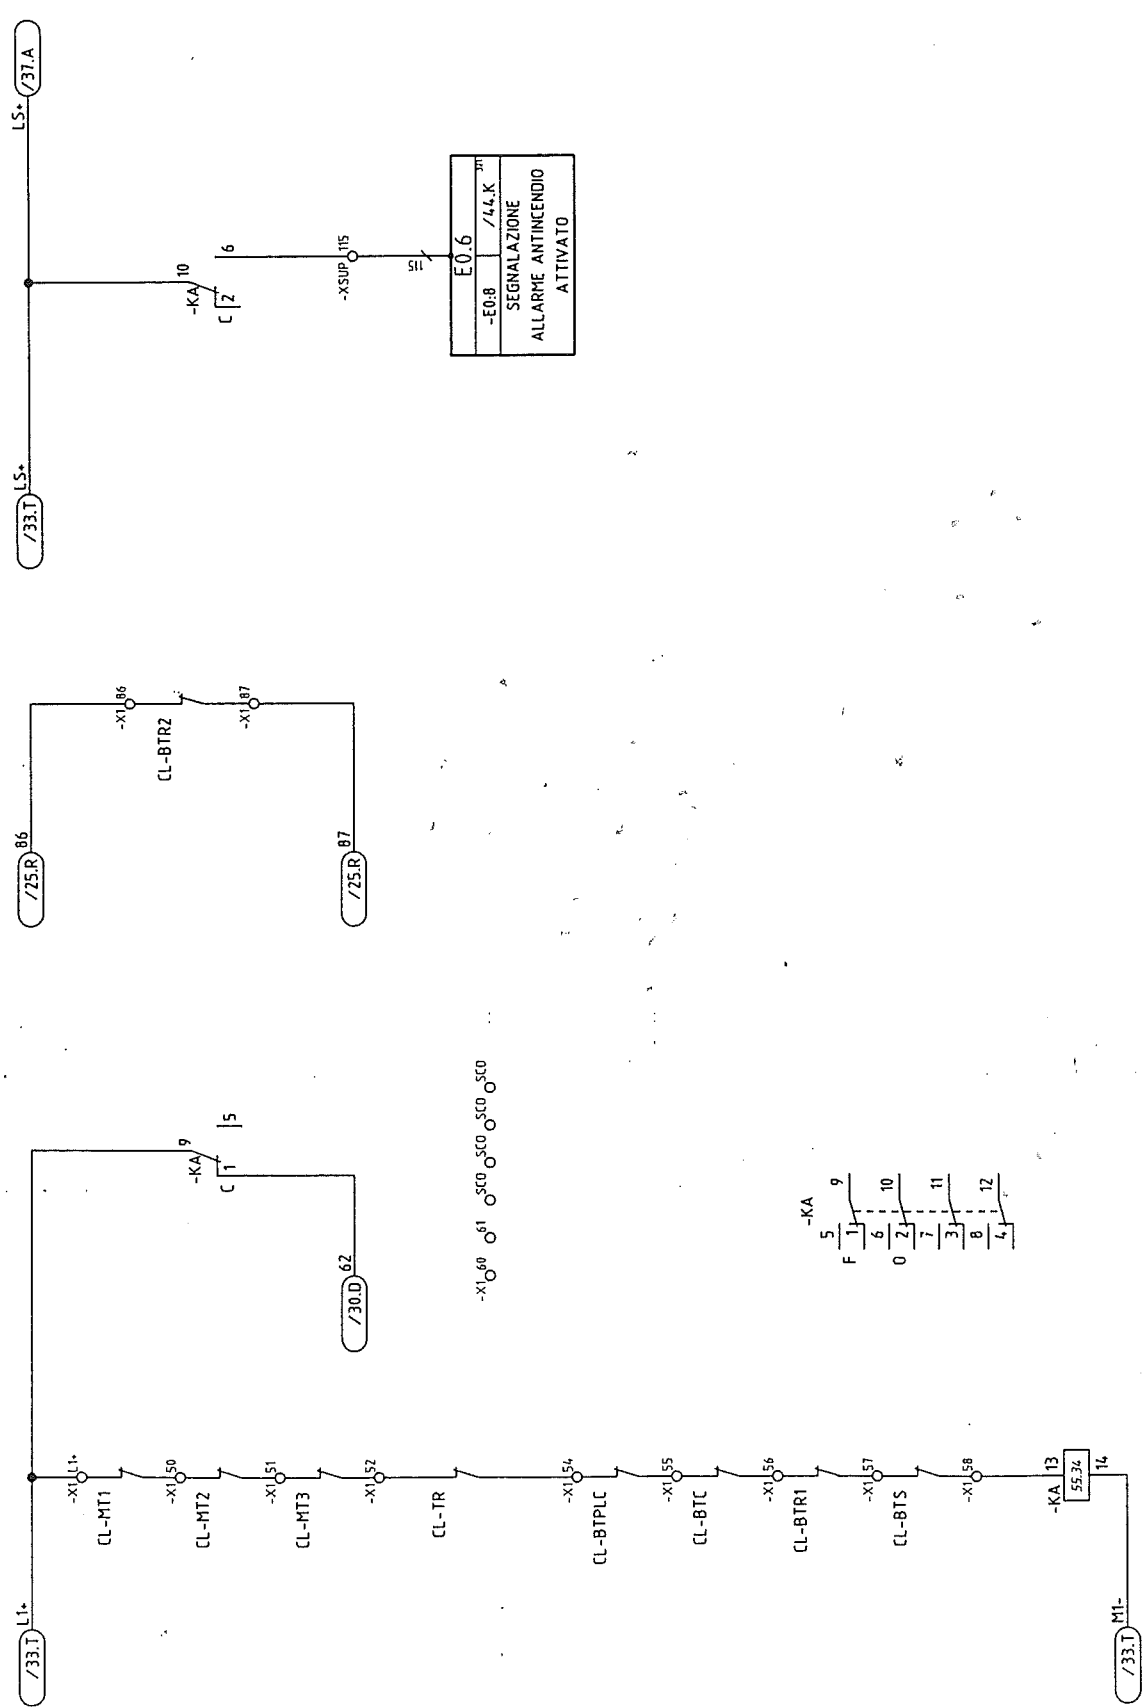 /33.T L1+
-X1 L1+
CL-MT1
-X1 50
CL-MT2
-X1 51
CL-MT3
-X1 52
CL-TR
-X1 54
CL-BTPLC
-X1 55
CL-BTC
-X1 56
CL-BTR1
-X1 57
CL-BTS
-X1 58
-KA 13
55.34
14
/33.T M1-
-KA 9
C 1 5
/30.D 62
-X1 60 61 SCO SCO SCO SCO
-KA
5 9
F 1
6 10
O 2
7 11
3
8 12
4
/25.R 86
-X1 86
CL-BTR2
-X1 87
/25.R 87
/33.T LS+
LS+ /37.A
-KA 10
C 2 6
-XSUP 115
115
E0.6
-E0:8 /44.K
SEGNALAZIONE
ALLARME ANTINCENDIO
ATTIVATO